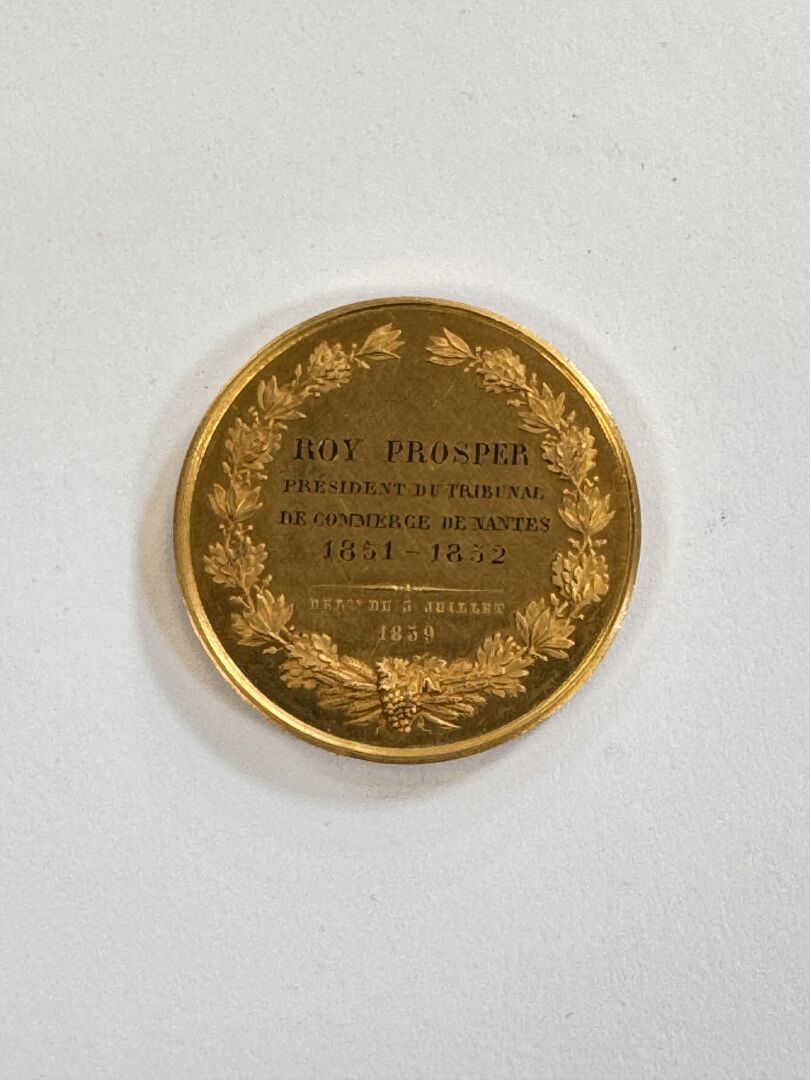 ROY PROSPER
PRÉSIDENT DU TRIBUNAL
DE COMMERCE DE NANTES
1851 - 1852
DU 5 JUILLET
1859